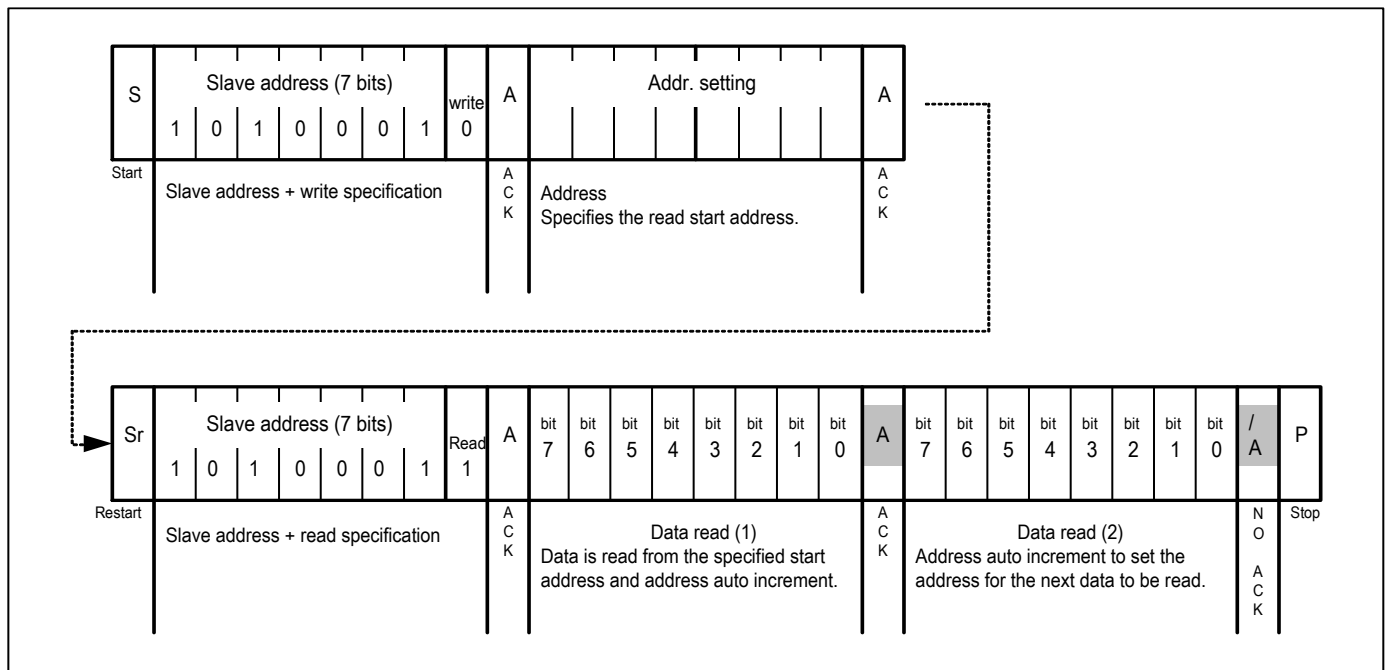 S
Slave address (7 bits)
write
A
Addr. setting
A
1 0 1 0 0 0 1 0
Start
Slave address + write specification
A
C
K
Address
Specifies the read start address.
A
C
K
Sr
Slave address (7 bits)
Read
A
bit bit bit bit bit bit bit bit
7 6 5 4 3 2 1 0
A
bit bit bit bit bit bit bit bit
7 6 5 4 3 2 1 0
/
A
P
1 0 1 0 0 0 1 1
Restart
Slave address + read specification
A
C
K
Data read (1)
Data is read from the specified start
address and address auto increment.
A
C
K
Data read (2)
Address auto increment to set the
address for the next data to be read.
N
O
A
C
K
Stop